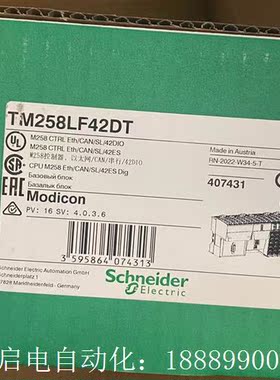 TM258LF42DT
M258 CTRL Eth/CAN/SL/42DIO
M258 CTRL Eth/CAN/SL/42ES
M258控制器，以太网/CAN/串行/42DIO
CPU M258 Eth/CAN/SL/42ES Dig
Базовый блок
Базовый блок
Made in Austria
RN-2022-W34-5-T
407431
Modicon
PV: 16 SV: 4.0.3.6
3 595864 074313
Schneider Electric Automation GmbH
Schneiderplatz 1
97828 Marktheidenfeld - Germany
Schneider
Electric
启电自动化：18889900